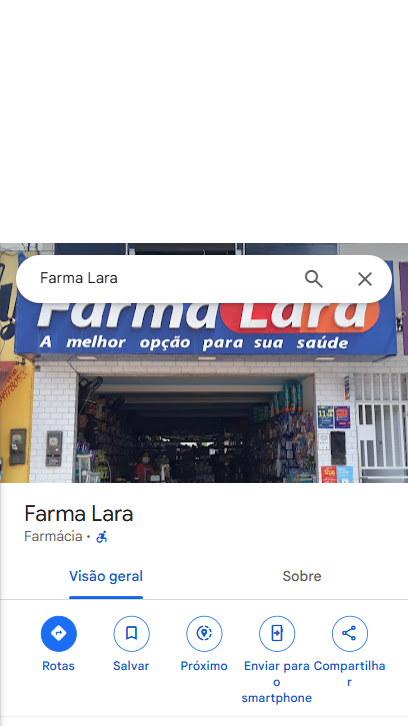 Farma Lara
Farma Lara
A melhor opção para sua saúde
Farma Lara
Farmácia
Visão geral
Sobre
Rotas
Salvar
Próximo
Enviar para o smartphone
Compartilhar